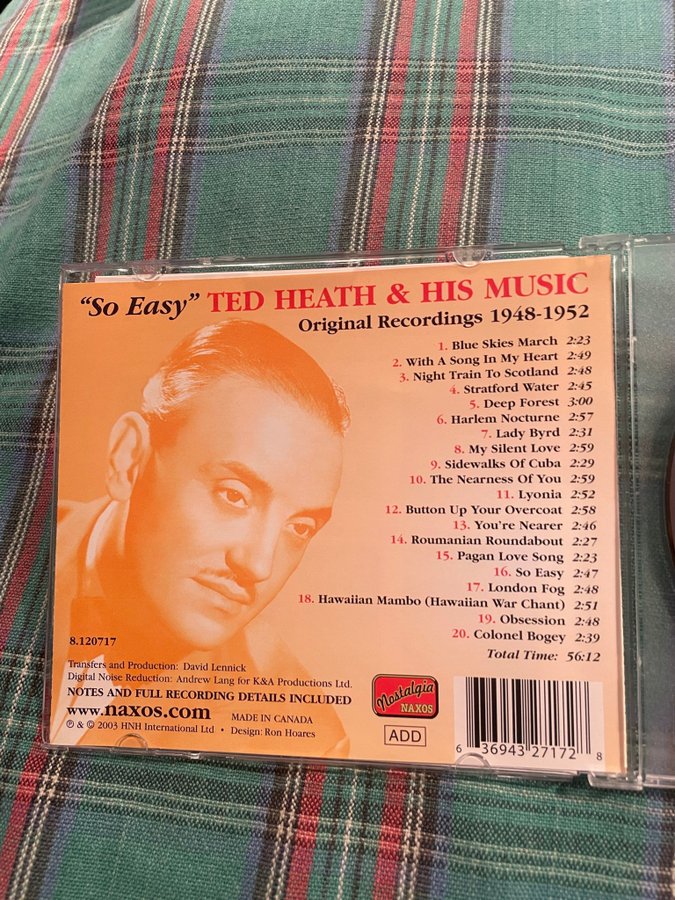 "So Easy" TED HEATH & HIS MUSIC
Original Recordings 1948-1952
1. Blue Skies March 2:23
2. With A Song In My Heart 2:49
3. Night Train To Scotland 2:48
4. Stratford Water 2:45
5. Deep Forest 3:00
6. Harlem Nocturne 2:57
7. Lady Byrd 2:31
8. My Silent Love 2:59
9. Sidewalks Of Cuba 2:29
10. The Nearness Of You 2:59
11. Lyonia 2:52
12. Button Up Your Overcoat 2:58
13. You're Nearer 2:46
14. Roumanian Roundabout 2:27
15. Pagan Love Song 2:23
16. So Easy 2:47
17. London Fog 2:48
18. Hawaiian Mambo (Hawaiian War Chant) 2:51
19. Obsession 2:48
20. Colonel Bogey 2:39
Total Time: 56:12
8.120717
Transfers and Production: David Lennick
Digital Noise Reduction: Andrew Lang for K&A Productions Ltd.
NOTES AND FULL RECORDING DETAILS INCLUDED
www.naxos.com MADE IN CANADA
℗ & © 2003 HNH International Ltd • Design: Ron Hoares
Nostalgia
NAXOS
ADD
6 36943 27172 8